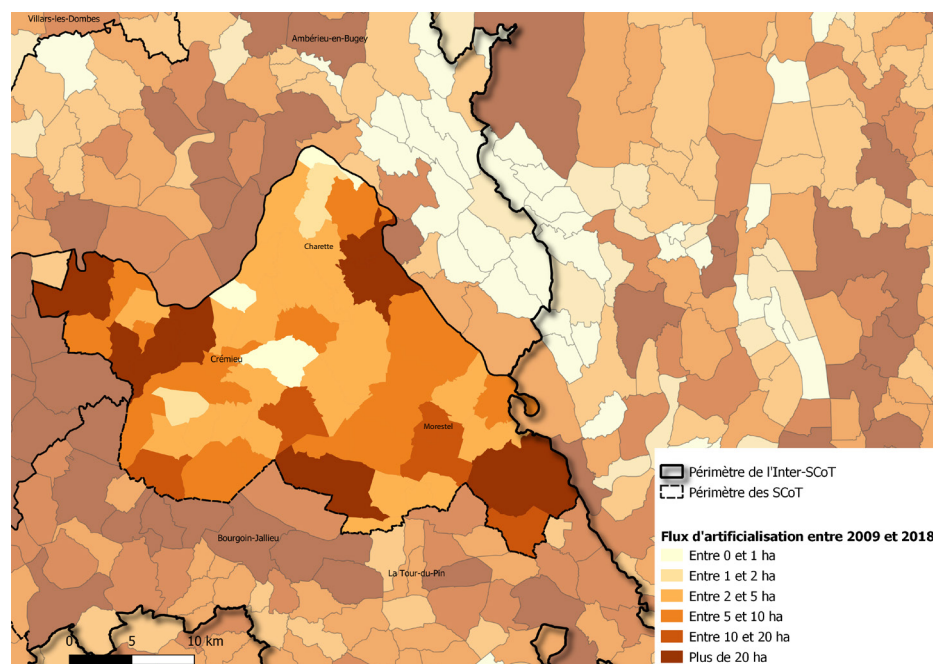 Villars-les-Dombes
Ambérieu-en-Bugey
Charette
Crémieu
Morestel
Bourgoin-Jallieu
La Tour-du-Pin
0 5 10 km
Périmètre de l'Inter-SCoT
Périmètre des SCoT
Flux d'artificialisation entre 2009 et 2018
Entre 0 et 1 ha
Entre 1 et 2 ha
Entre 2 et 5 ha
Entre 5 et 10 ha
Entre 10 et 20 ha
Plus de 20 ha